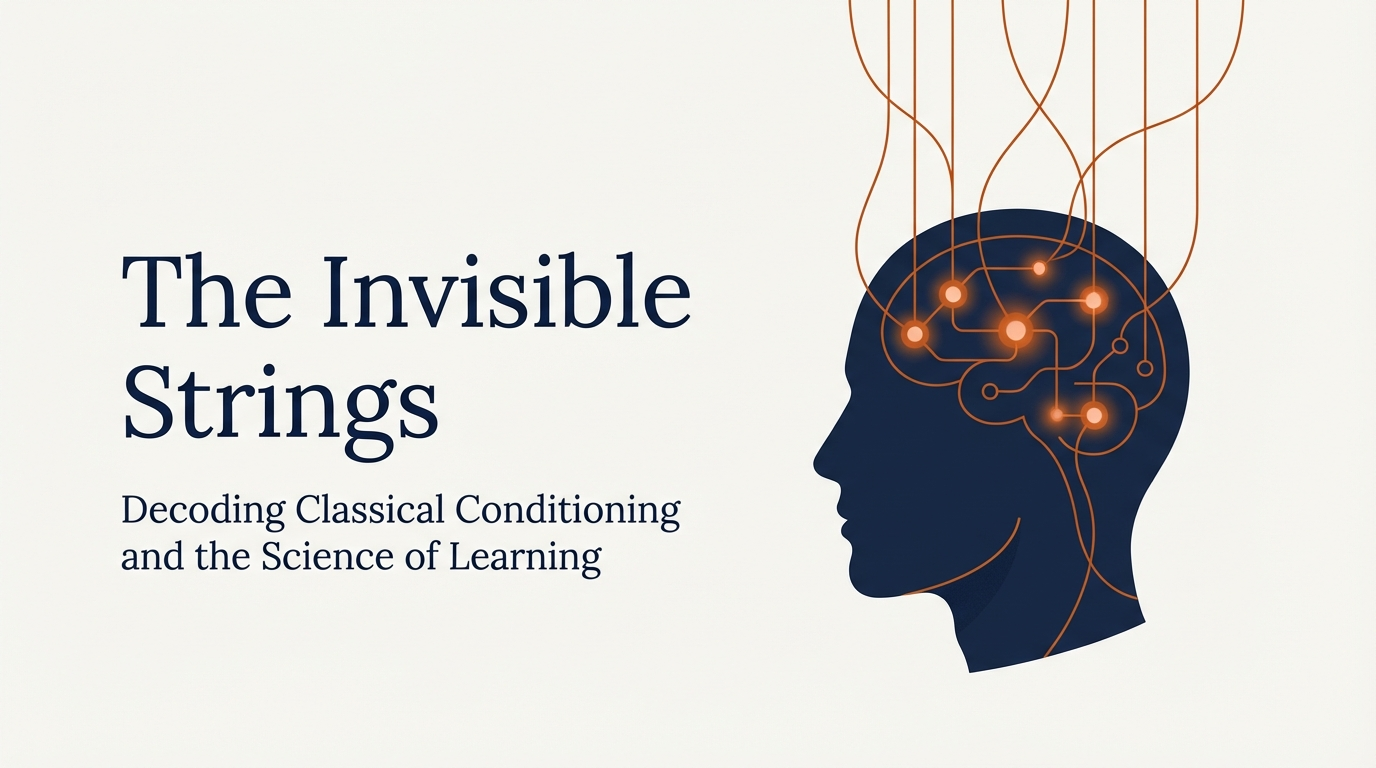 The Invisible
Strings
Decoding Classical Conditioning
and the Science of Learning